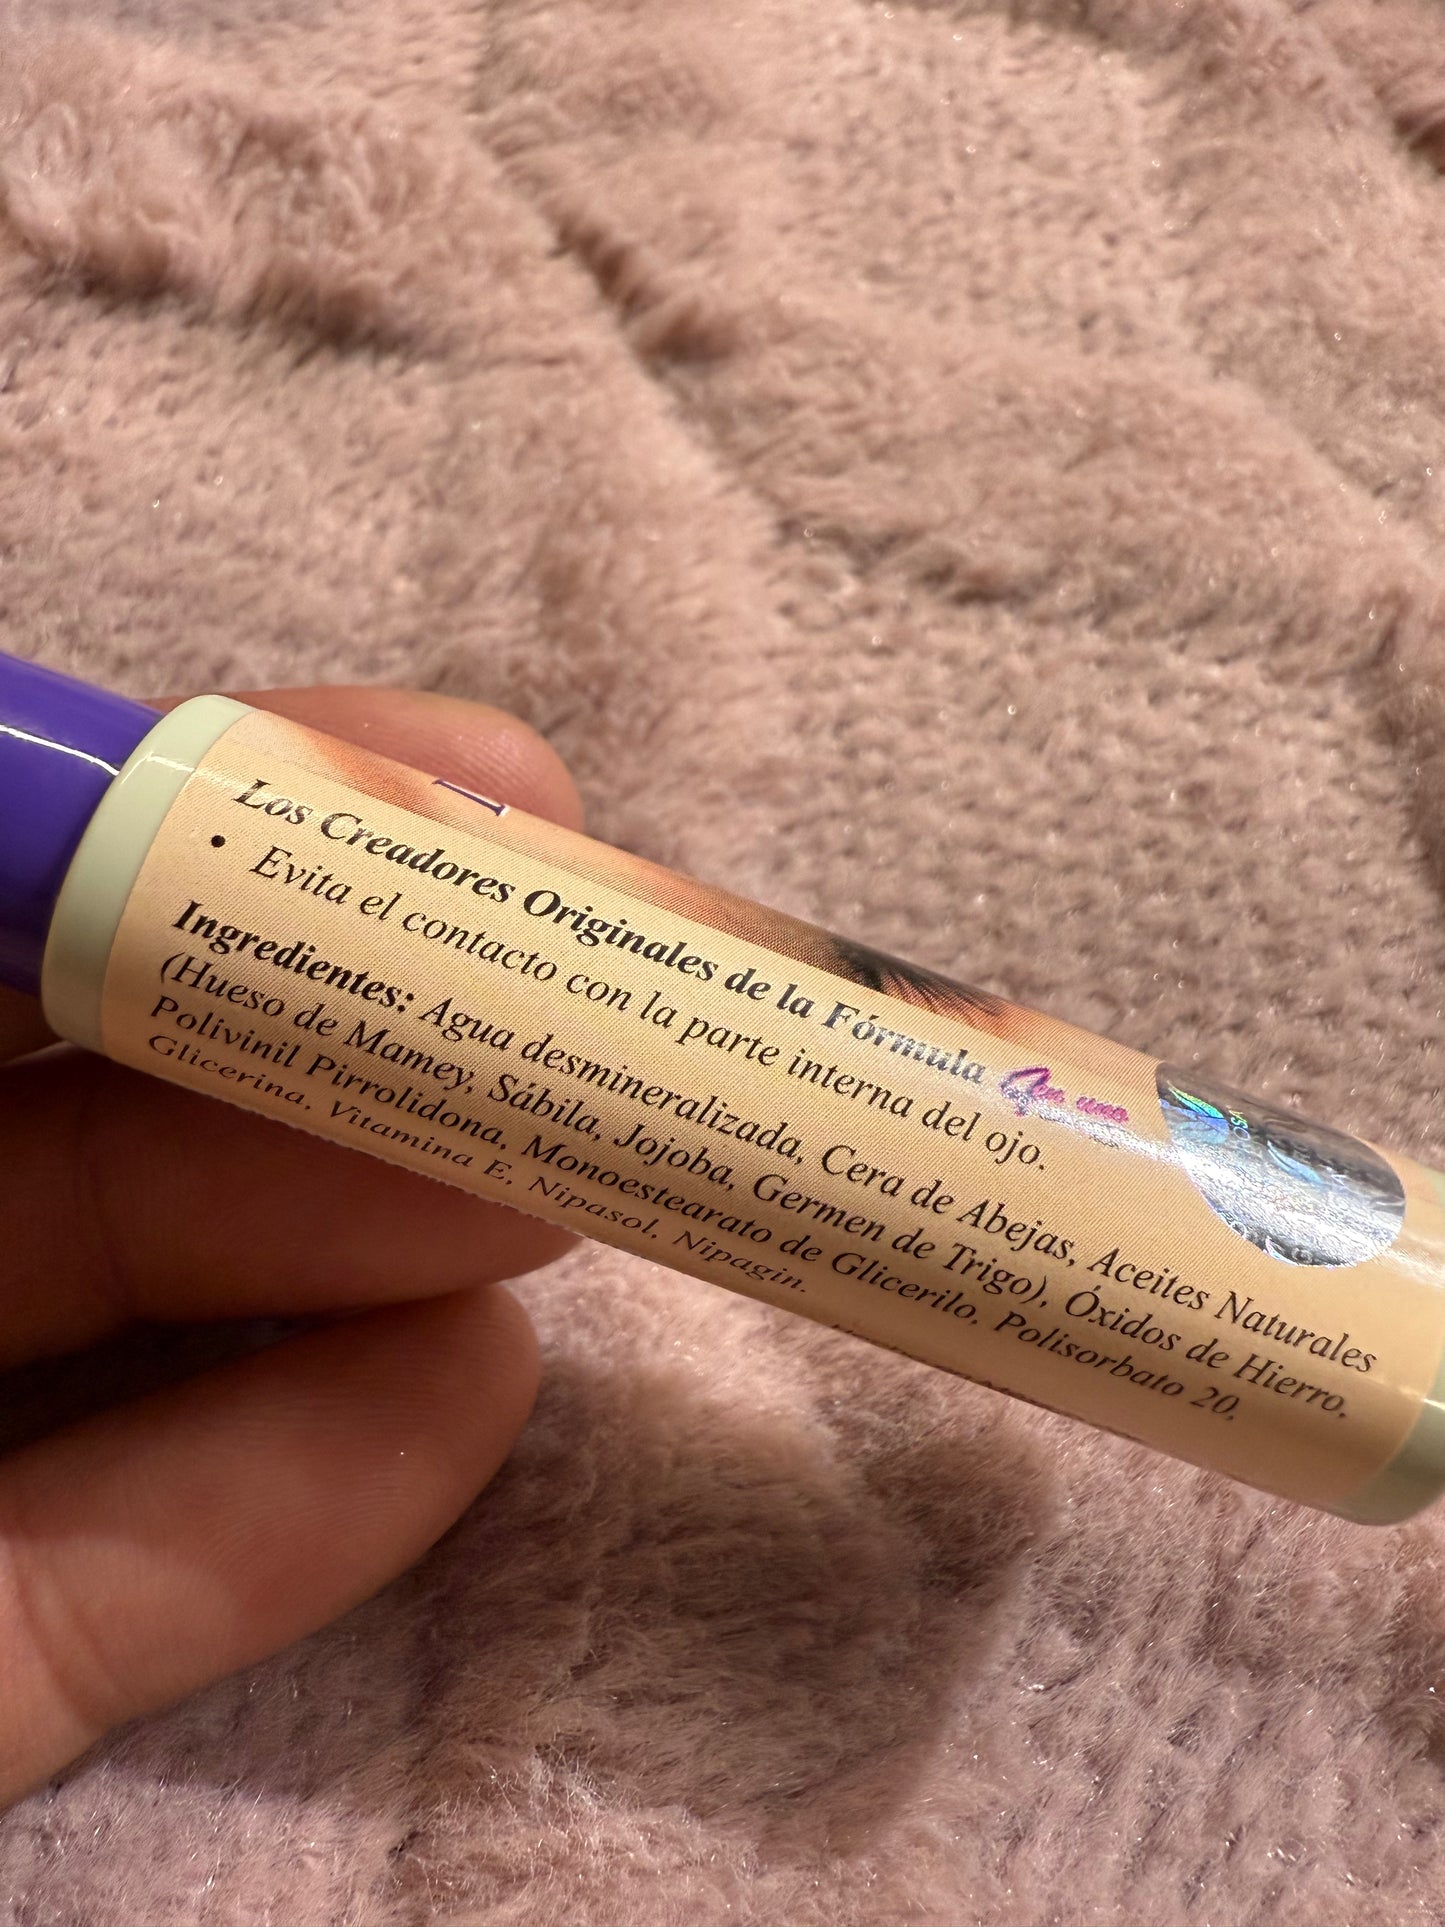 Los Creadores Originales de la Fórmula
• Evita el contacto con la parte interna del ojo.
Ingredientes: Agua desmineralizada, Cera de Abejas, Aceites Naturales
(Hueso de Mamey, Sábila, Jojoba, Germen de Trigo), Óxidos de Hierro,
Polivinil Pirrolidona, Monoestearato de Glicerilo, Polisorbato 20,
Glicerina, Vitamina E, Nipasol, Nipagin.